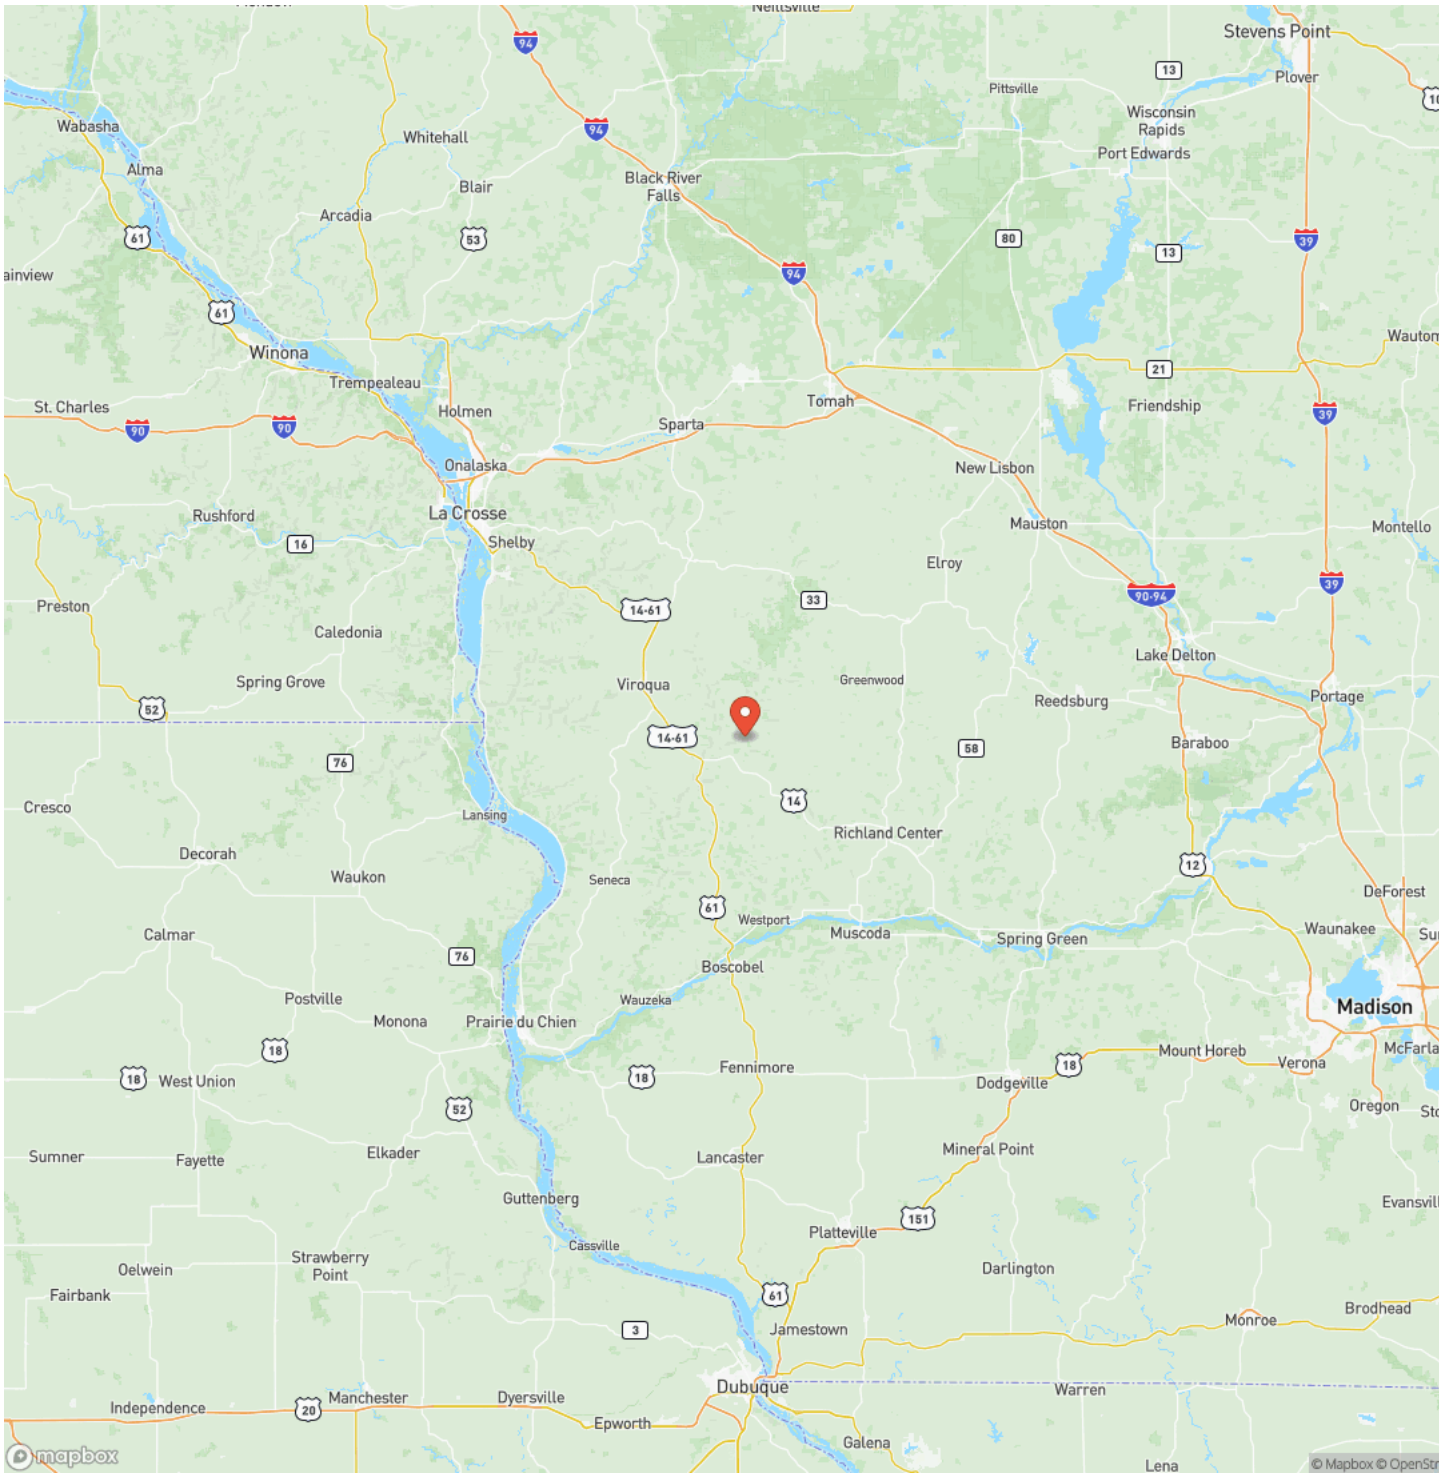 Neillsville
94
Stevens Point
13
Plover
Pittsville
10
Wabasha
94
Whitehall
Wisconsin
Rapids
Port Edwards
Alma
Black River
Falls
Blair
Arcadia
61
53
80
39
13
ainview
94
61
Wautom
Winona
21
Trempealeau
St. Charles
Holmen
Tomah
Friendship
39
90
90
Sparta
Onalaska
New Lisbon
Rushford
La Crosse
Mauston
Montello
16
Shelby
Elroy
39
90-94
Preston
14-61
33
Caledonia
Lake Delton
Spring Grove
Viroqua
Greenwood
Portage
52
Reedsburg
14-61
58
Baraboo
76
Cresco
Lansing
14
Richland Center
Decorah
12
Waukon
Seneca
DeForest
61
Westport
Calmar
Muscoda
Spring Green
Waunakee
Su
76
Boscobel
Postville
Wauzeka
Madison
Monona
Prairie du Chien
18
Mount Horeb
McFarla
Verona
18
West Union
18
Fennimore
18
Dodgeville
52
Oregon
Sto
Sumner
Fayette
Elkader
Lancaster
Mineral Point
Guttenberg
Evansvill
151
Platteville
Cassville
Strawberry
Point
Oelwein
Darlington
Fairbank
61
Brodhead
3
Jamestown
Monroe
Dubuque
Warren
Independence
20
Manchester
Dyersville
Epworth
Galena
mapbox
Lena
© Mapbox © OpenStr